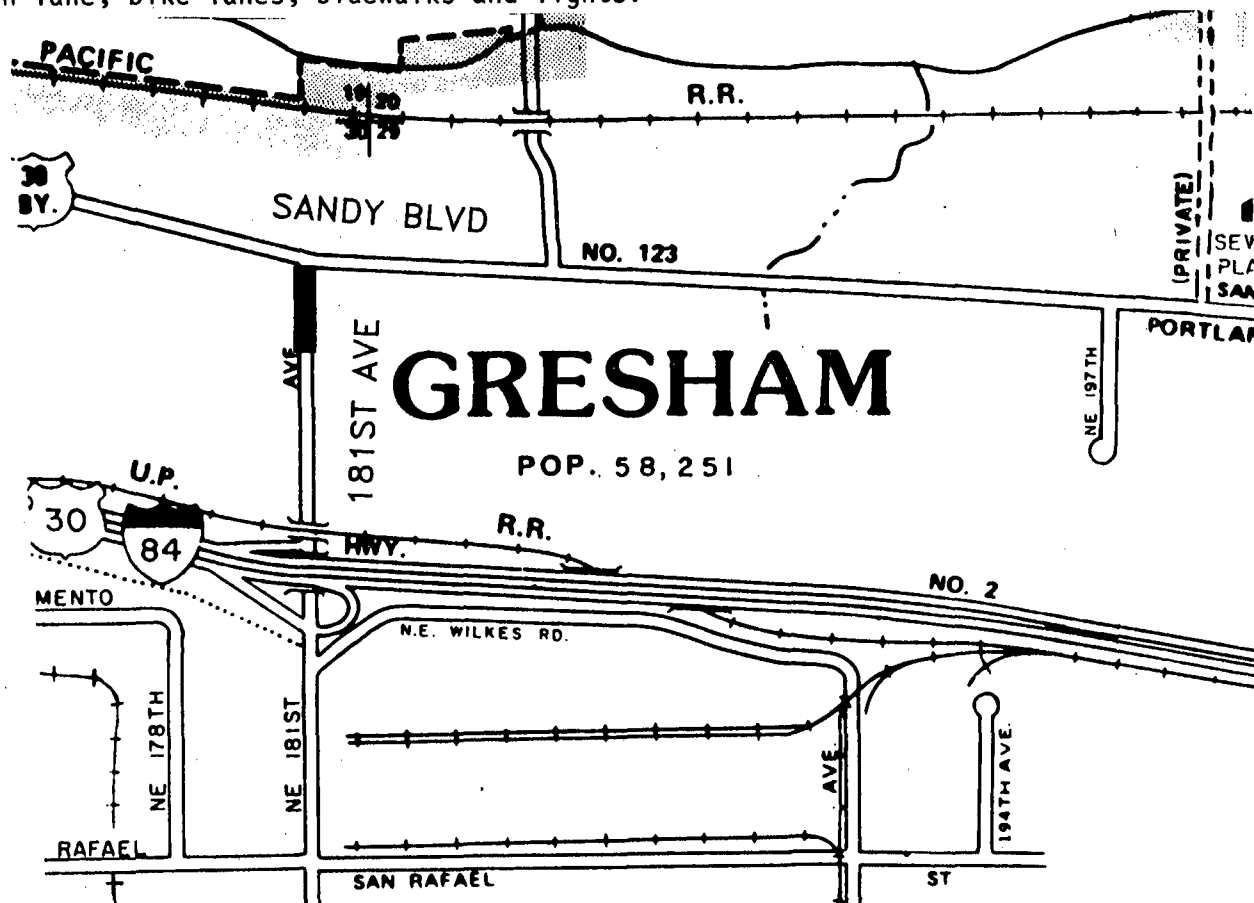 lane, bike lanes, sidewalks and lights.
PACIFIC
R.R.
19 20
30 29
30
BY.
SANDY BLVD
NO. 123
(PRIVATE)
SEW
PLA
SAN
PORTLAN
AVE
181ST AVE
GRESHAM
NE 197TH
POP. 58,251
U.P.
R.R.
30
84
HWY.
NO. 2
MENTO
N.E. WILKES RD.
NE 178TH
NE 181ST
AVE
194TH AVE.
RAFAEL
SAN RAFAEL
ST